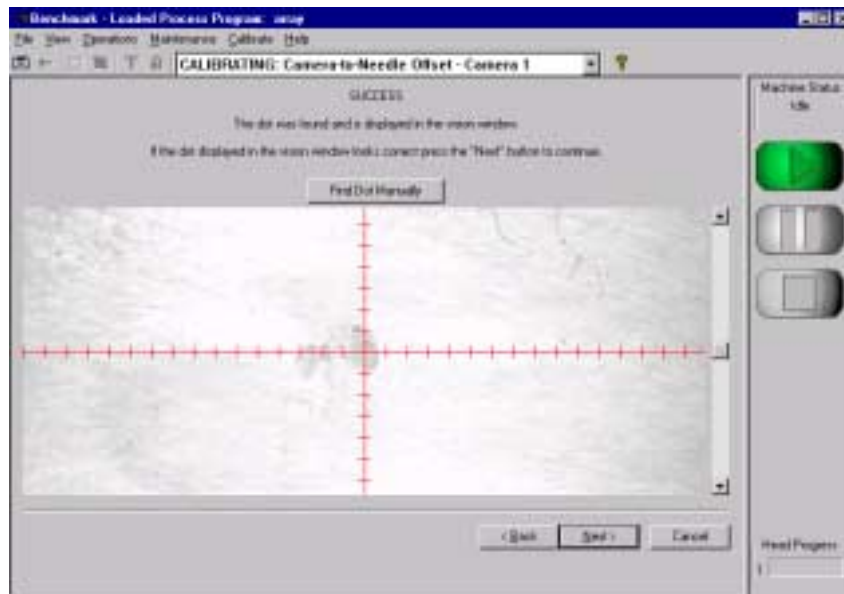 Benchmark - Loaded Process Program: array
File View Operations Maintenance Calibrate Help
CALIBRATING: Camera-to-Needle Offset - Camera 1
SUCCESS
The dot was found and is displayed in the vision window.
If the dot displayed in the vision window looks correct press the "Next" button to continue.
Find Dot Manually
< Back
Next >
Cancel
Machine Status
Idle
Head Progress
1